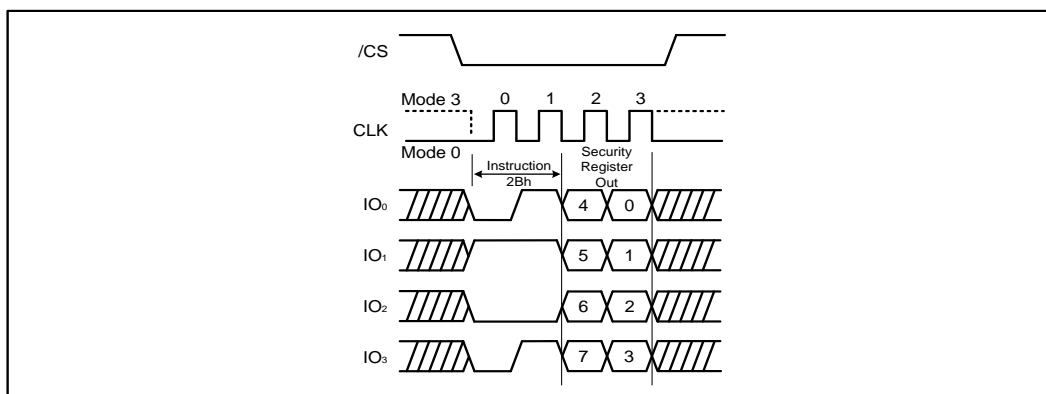 /CS
Mode 3 0 1 2 3
CLK
Mode 0
Instruction
2Bh
Security
Register
Out
IO₀ 4 0
IO₁ 5 1
IO₂ 6 2
IO₃ 7 3